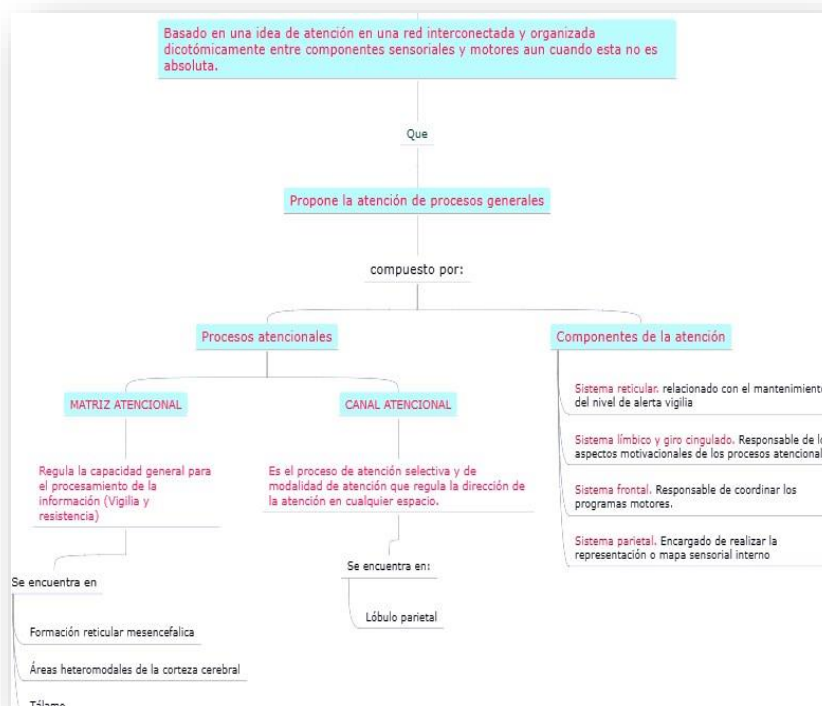 Basado en una idea de atención en una red interconectada y organizada
dicotómicamente entre componentes sensoriales y motores aun cuando esta no es
absoluta.
Que
Propone la atención de procesos generales
compuesto por:
Procesos atencionales
Componentes de la atención
MATRIZ ATENCIONAL
CANAL ATENCIONAL
Regula la capacidad general para
el procesamiento de la
información (Vigilia y
resistencia)
Es el proceso de atención selectiva y de
modalidad de atención que regula la dirección de
la atención en cualquier espacio.
Sistema reticular. relacionado con el mantenimiento
del nivel de alerta vigilia
Sistema límbico y giro cingulado. Responsable de
aspectos motivacionales de los procesos
Sistema frontal. Responsable de coordinar los
programas motores.
Sistema parietal. Encargado de realizar la
representación o mapa sensorial interno
Se encuentra en
Formación reticular mesencefalica
Áreas heteromodales de la corteza cerebral
Tálamo
Se encuentra en:
Lóbulo parietal